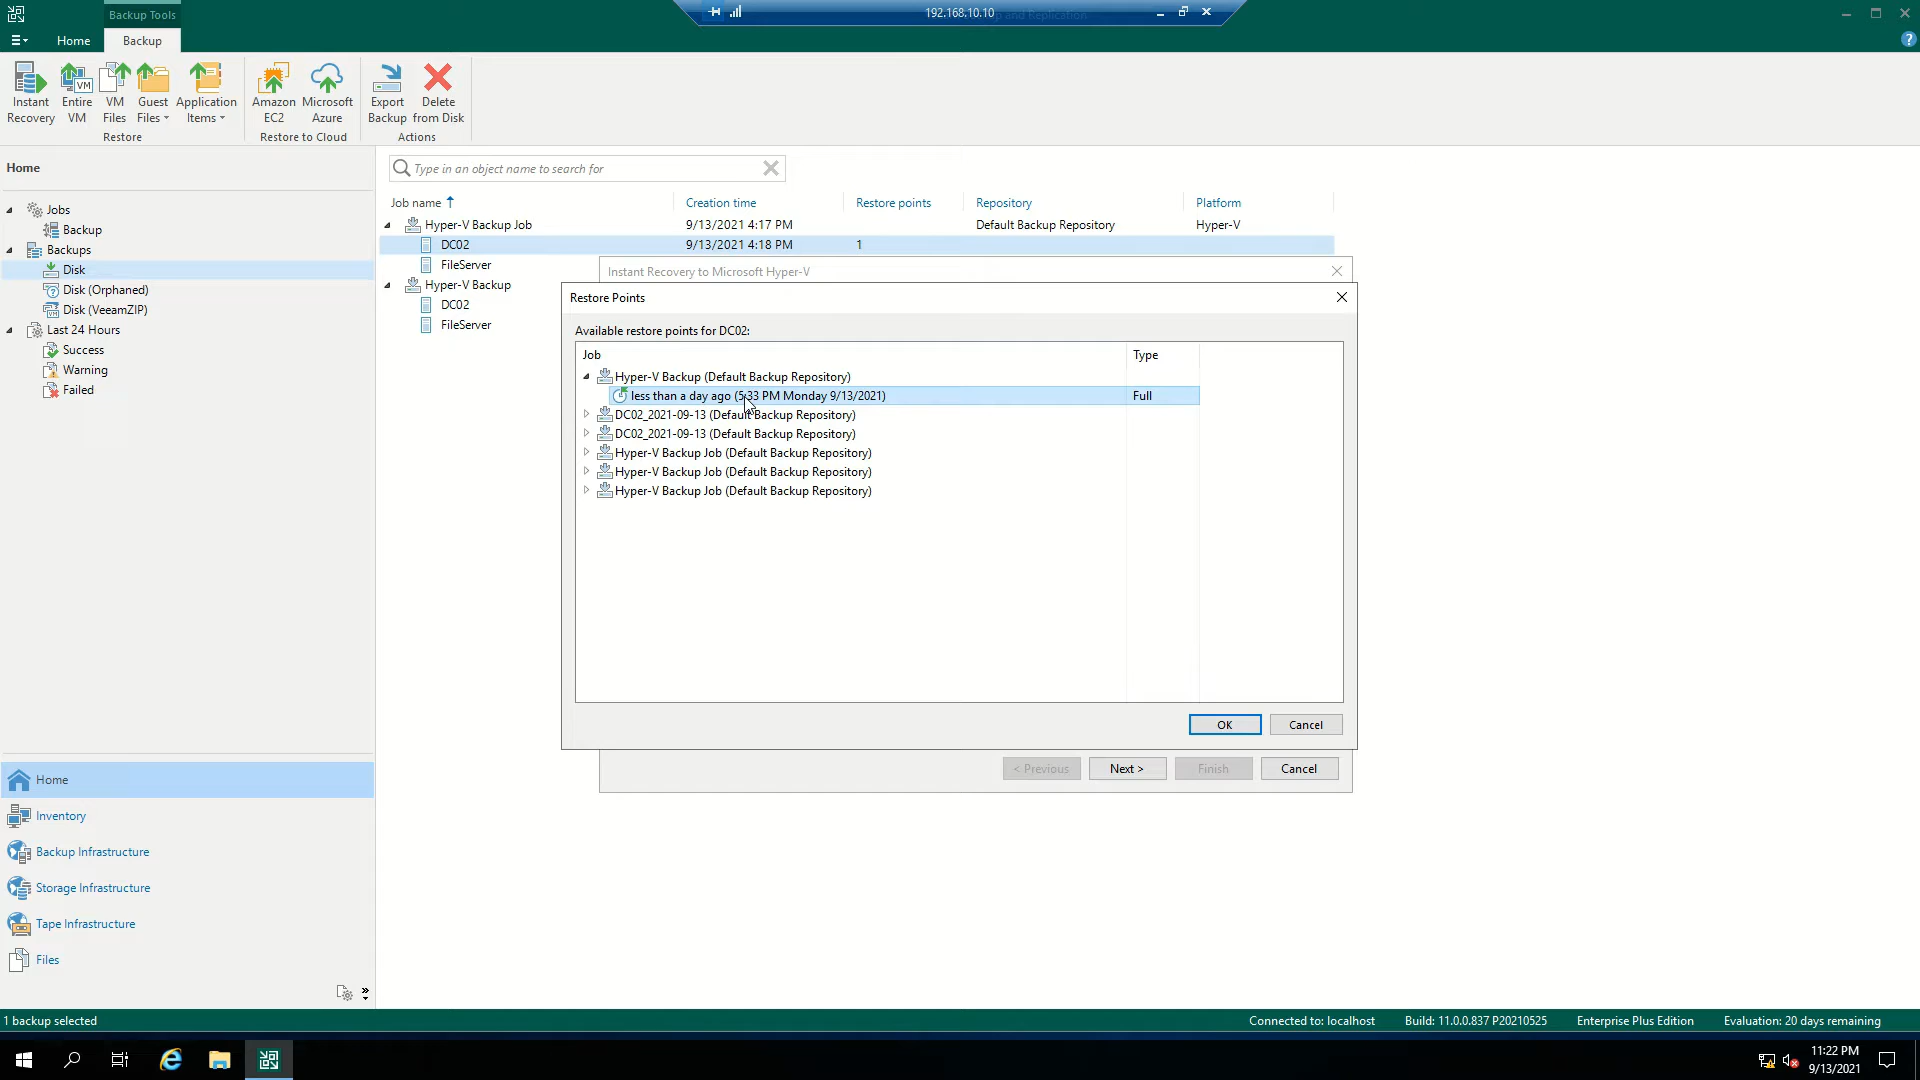 Backup Tools
192.168.10.10
Home
Backup
Instant Recovery
Entire VM
VM Files
Guest Files
Application Items
Restore
Amazon EC2
Microsoft Azure
Restore to Cloud
Export Backup
Delete from Disk
Actions
Home
Jobs
Backup
Backups
Disk
Disk (Orphaned)
Disk (VeeamZIP)
Last 24 Hours
Success
Warning
Failed
Type in an object name to search for
Job name Creation time Restore points Repository Platform
Hyper-V Backup Job 9/13/2021 4:17 PM Default Backup Repository Hyper-V
DC02 9/13/2021 4:18 PM 1
FileServer
Hyper-V Backup
DC02
FileServer
Instant Recovery to Microsoft Hyper-V
Restore Points
Available restore points for DC02:
Job Type
Hyper-V Backup (Default Backup Repository)
less than a day ago (5:33 PM Monday 9/13/2021) Full
DC02_2021-09-13 (Default Backup Repository)
DC02_2021-09-13 (Default Backup Repository)
Hyper-V Backup Job (Default Backup Repository)
Hyper-V Backup Job (Default Backup Repository)
Hyper-V Backup Job (Default Backup Repository)
OK Cancel
< Previous Next > Finish Cancel
Home
Inventory
Backup Infrastructure
Storage Infrastructure
Tape Infrastructure
Files
1 backup selected
Connected to: localhost Build: 11.0.0.837 P20210525 Enterprise Plus Edition Evaluation: 20 days remaining
11:22 PM
9/13/2021